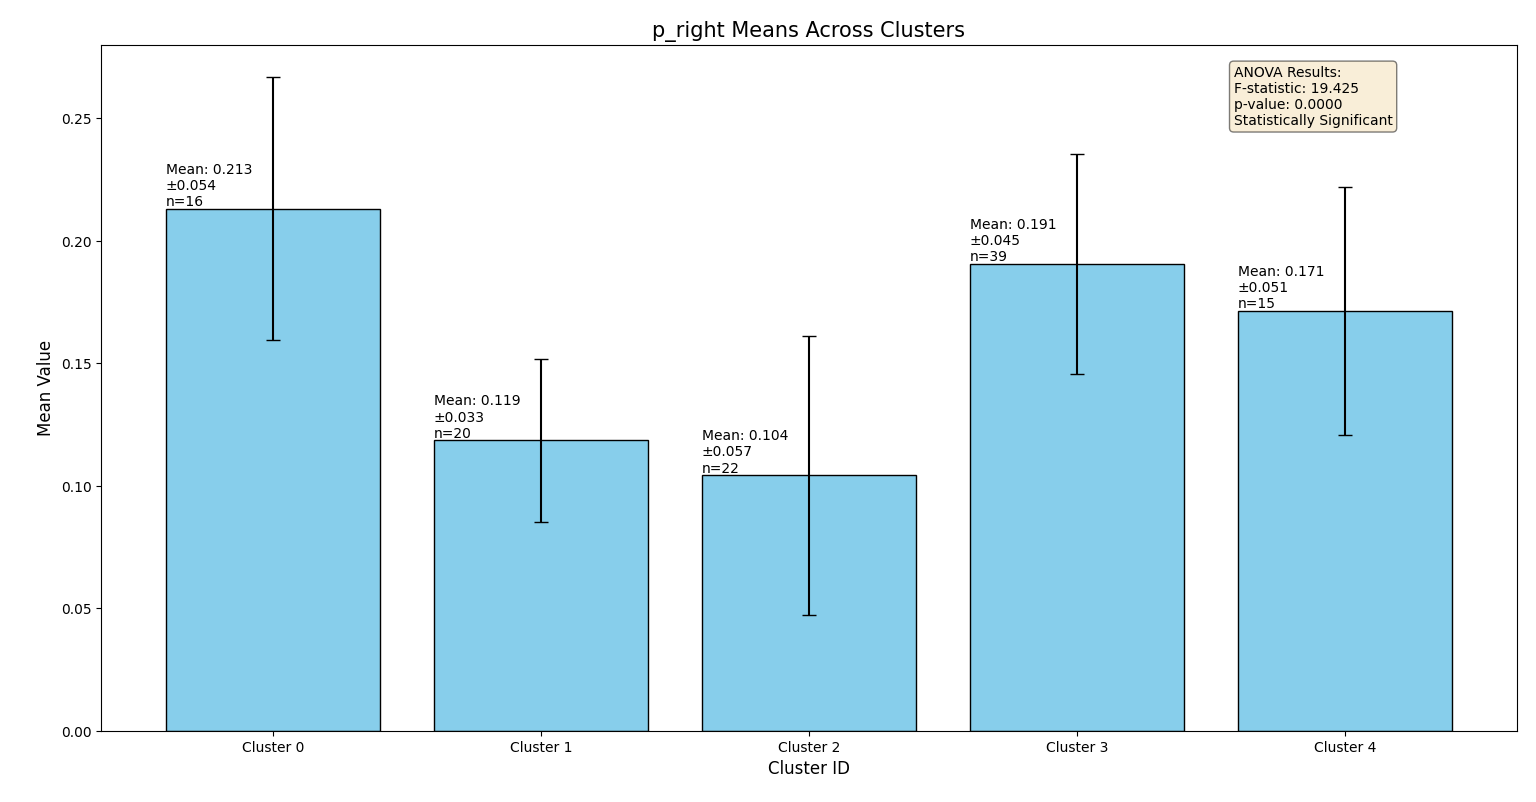 p_right Means Across Clusters
ANOVA Results:
F-statistic: 19.425
p-value: 0.0000
Statistically Significant
Mean Value
0.25
0.20
0.15
0.10
0.05
0.00
Mean: 0.213
±0.054
n=16
Mean: 0.119
±0.033
n=20
Mean: 0.104
±0.057
n=22
Mean: 0.191
±0.045
n=39
Mean: 0.171
±0.051
n=15
Cluster 0
Cluster 1
Cluster 2
Cluster 3
Cluster 4
Cluster ID